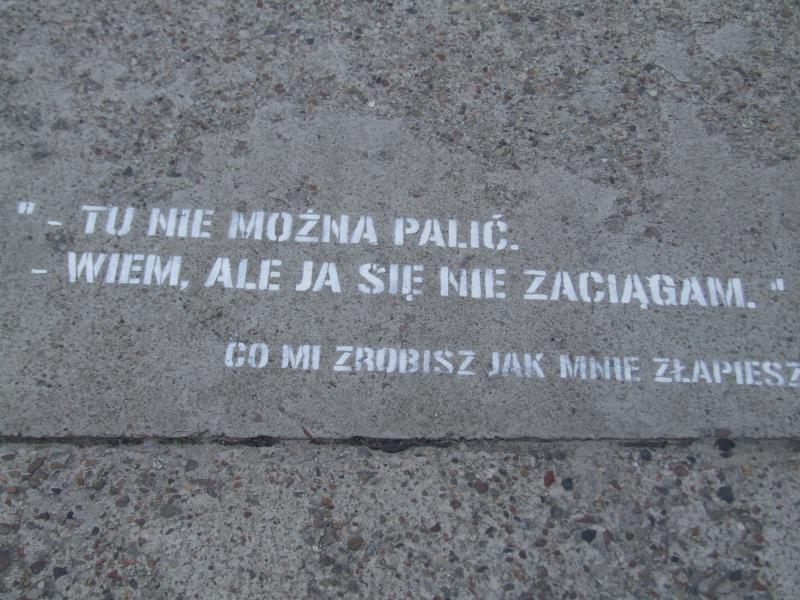 " - TU NIE MOŻNA PALIĆ.
- WIEM, ALE JA SIĘ NIE ZACIĄGAM. "
CO MI ZROBISZ JAK MNIE ZŁAPIESZ